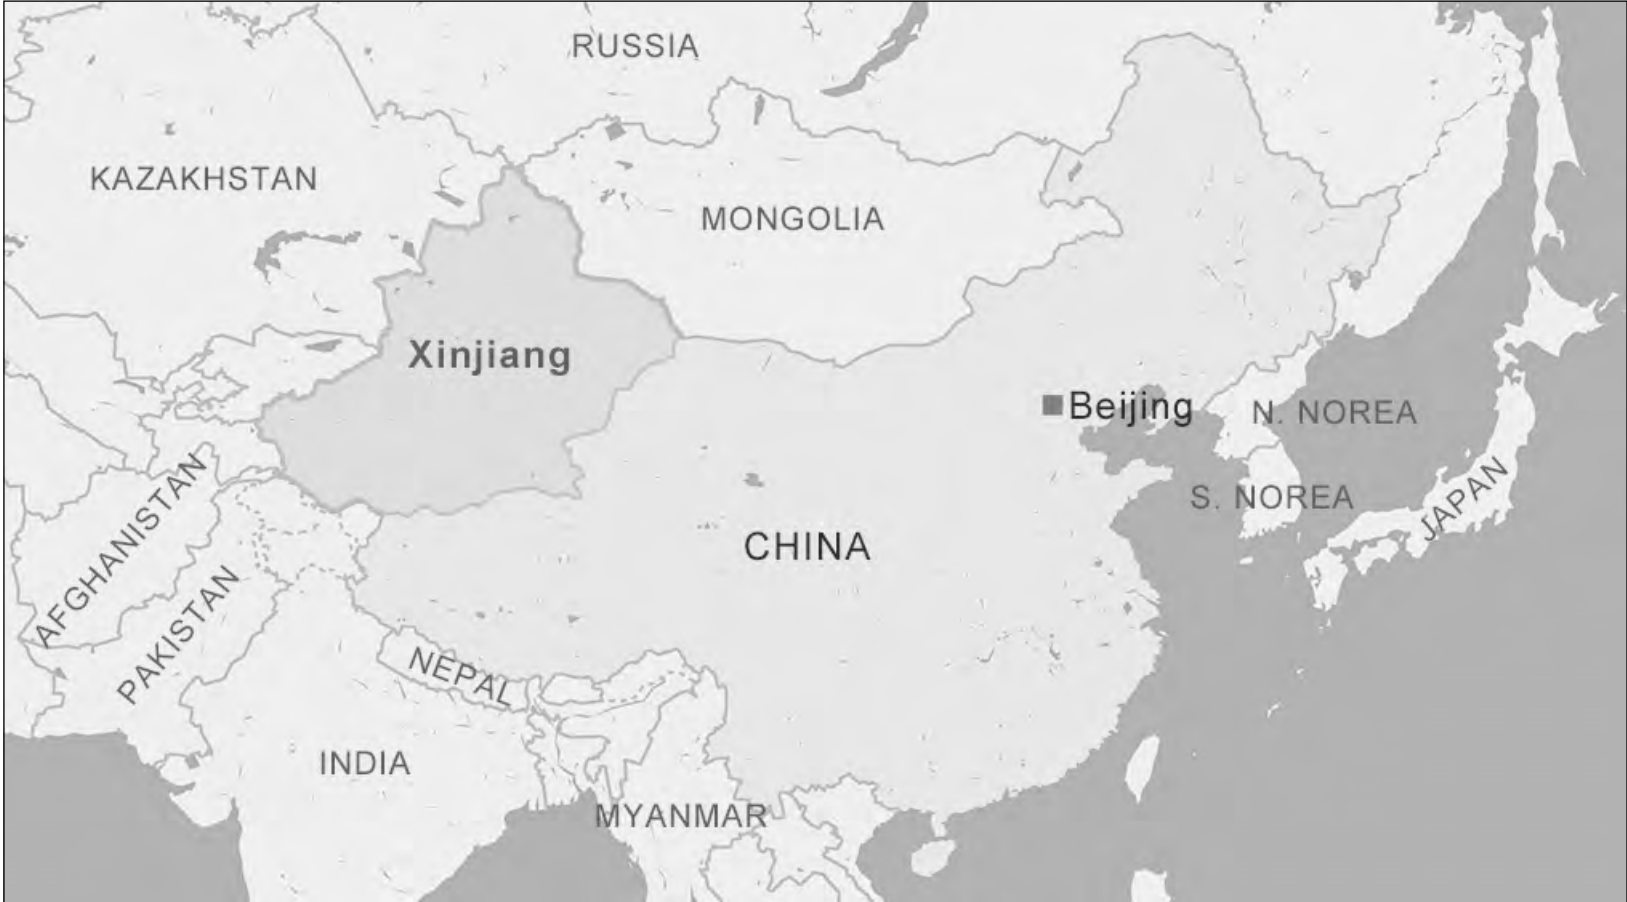 RUSSIA
KAZAKHSTAN
MONGOLIA
Xinjiang
Beijing
N. NOREA
S. NOREA
JAPAN
CHINA
AFGHANISTAN
PAKISTAN
NEPAL
INDIA
MYANMAR